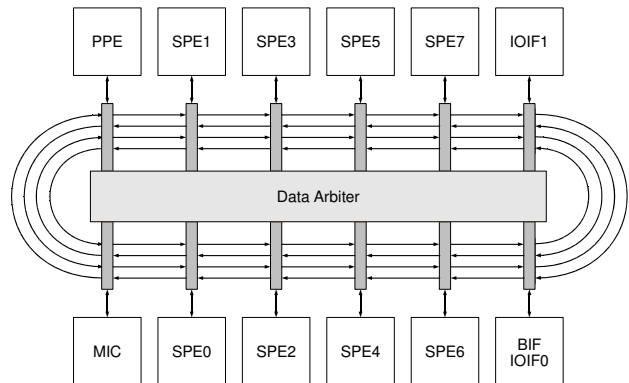 PPE
SPE1
SPE3
SPE5
SPE7
IOIF1
Data Arbiter
MIC
SPE0
SPE2
SPE4
SPE6
BIF
IOIF0